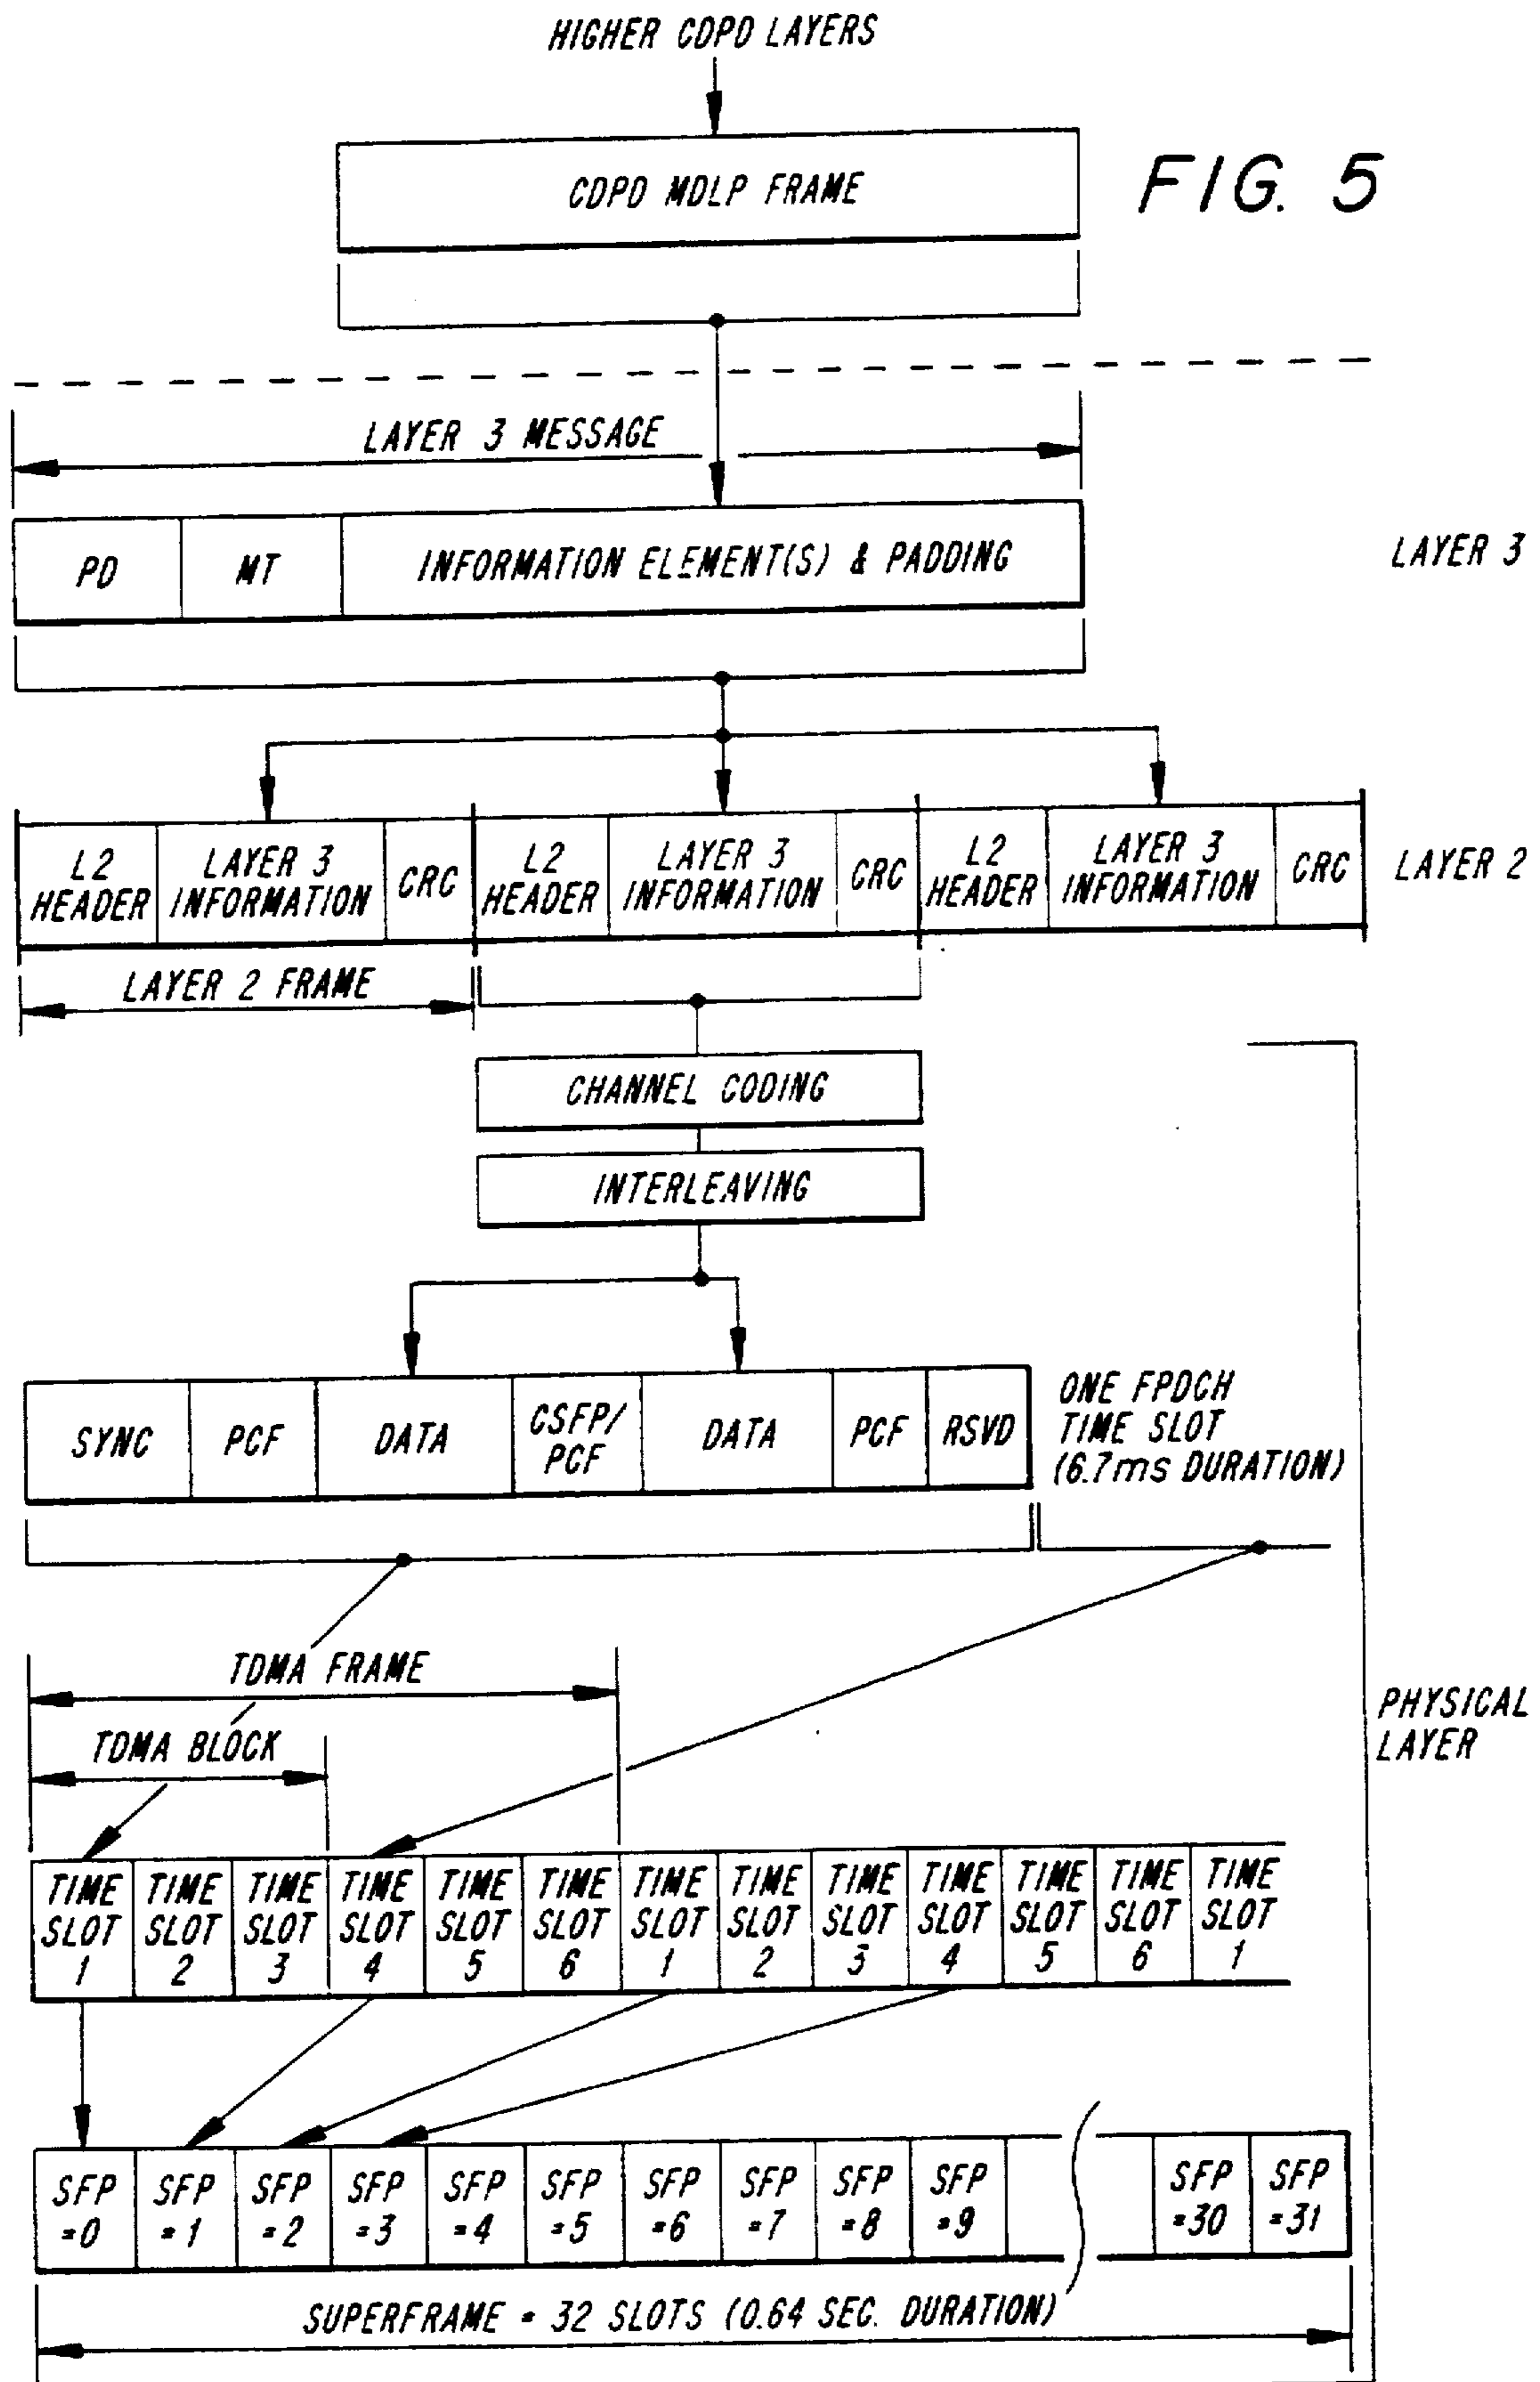 HIGHER CDPD LAYERS
CDPD MDLP FRAME
FIG. 5
LAYER 3 MESSAGE
PD
MT
INFORMATION ELEMENT(S) & PADDING
LAYER 3
L2
HEADER
LAYER 3
INFORMATION
CRC
L2
HEADER
LAYER 3
INFORMATION
CRC
L2
HEADER
LAYER 3
INFORMATION
CRC
LAYER 2
LAYER 2 FRAME
CHANNEL CODING
INTERLEAVING
SYNC
PCF
DATA
CSFP/
PCF
DATA
PCF
RSVD
ONE FPDCH
TIME SLOT
(6.7ms DURATION)
TDMA FRAME
TDMA BLOCK
PHYSICAL
LAYER
TIME
SLOT
1
TIME
SLOT
2
TIME
SLOT
3
TIME
SLOT
4
TIME
SLOT
5
TIME
SLOT
6
TIME
SLOT
1
TIME
SLOT
2
TIME
SLOT
3
TIME
SLOT
4
TIME
SLOT
5
TIME
SLOT
6
TIME
SLOT
1
SFP
=0
SFP
=1
SFP
=2
SFP
=3
SFP
=4
SFP
=5
SFP
=6
SFP
=7
SFP
=8
SFP
=9
SFP
=30
SFP
=31
SUPERFRAME = 32 SLOTS (0.64 SEC. DURATION)